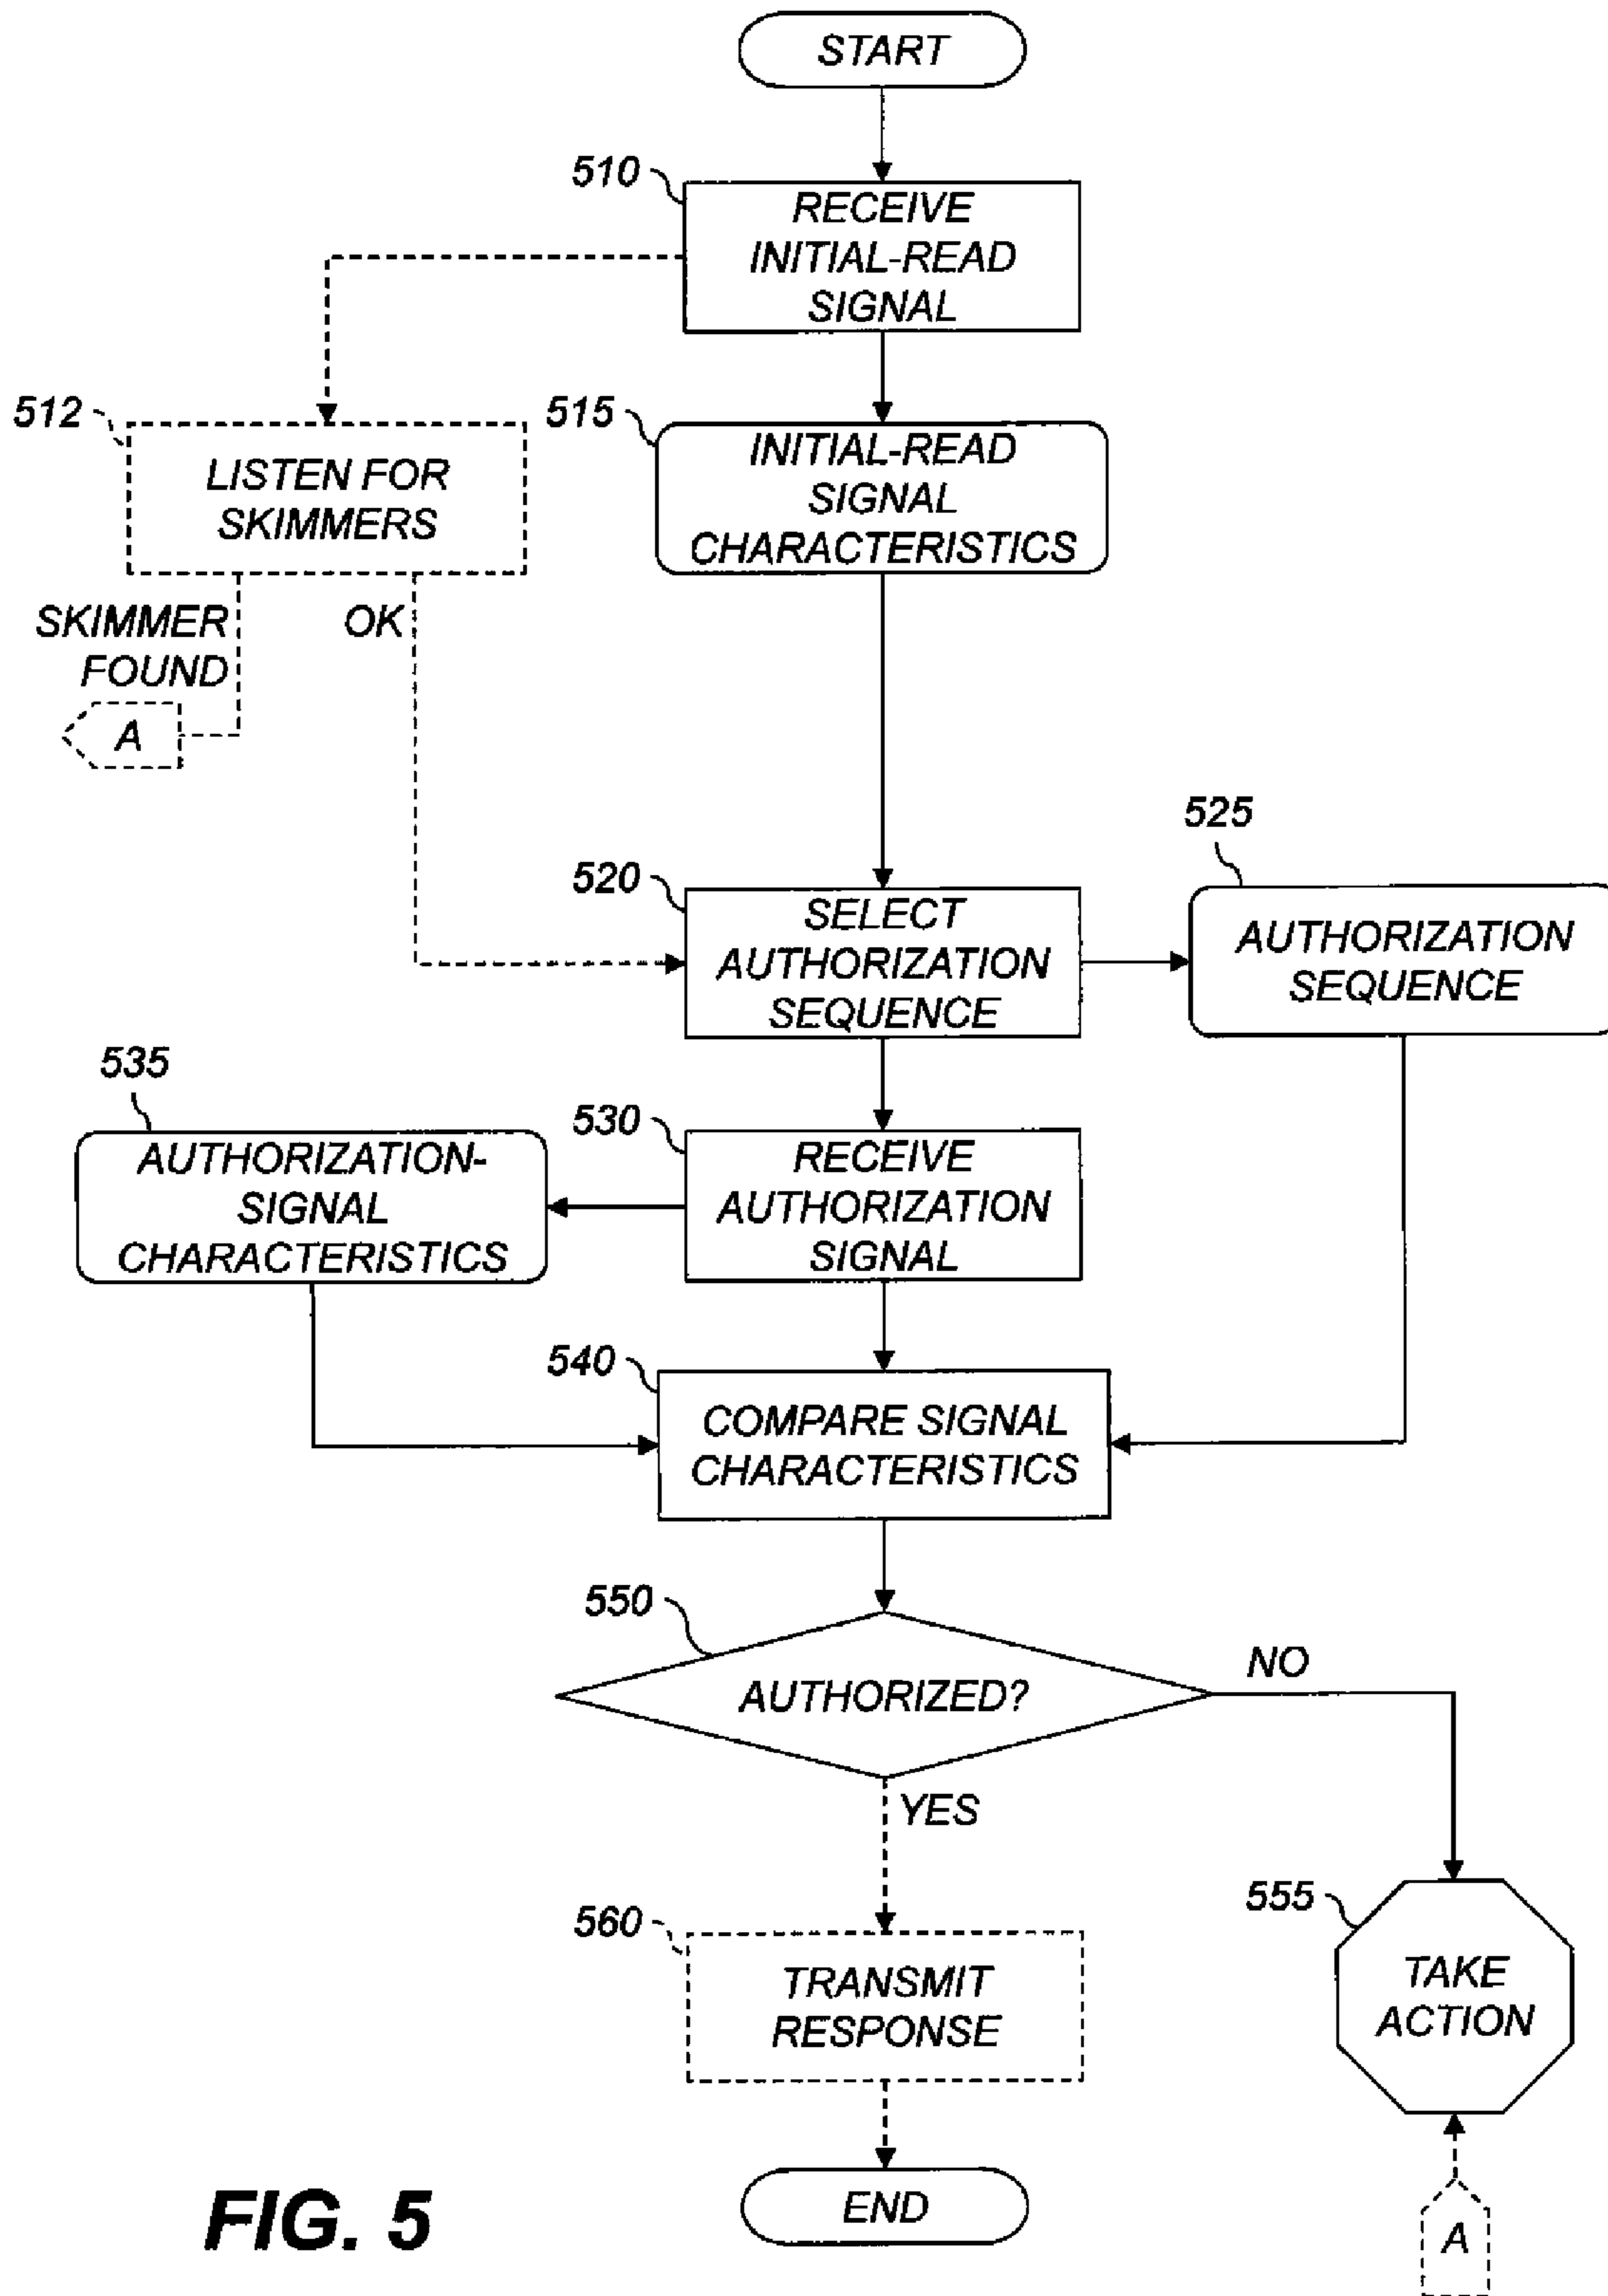 START
510
RECEIVE
INITIAL-READ
SIGNAL
512
LISTEN FOR
SKIMMERS
515
INITIAL-READ
SIGNAL
CHARACTERISTICS
SKIMMER
FOUND
OK
A
520
SELECT
AUTHORIZATION
SEQUENCE
525
AUTHORIZATION
SEQUENCE
535
AUTHORIZATION-
SIGNAL
CHARACTERISTICS
530
RECEIVE
AUTHORIZATION
SIGNAL
540
COMPARE SIGNAL
CHARACTERISTICS
550
AUTHORIZED?
NO
YES
560
TRANSMIT
RESPONSE
555
TAKE
ACTION
END
A
FIG. 5